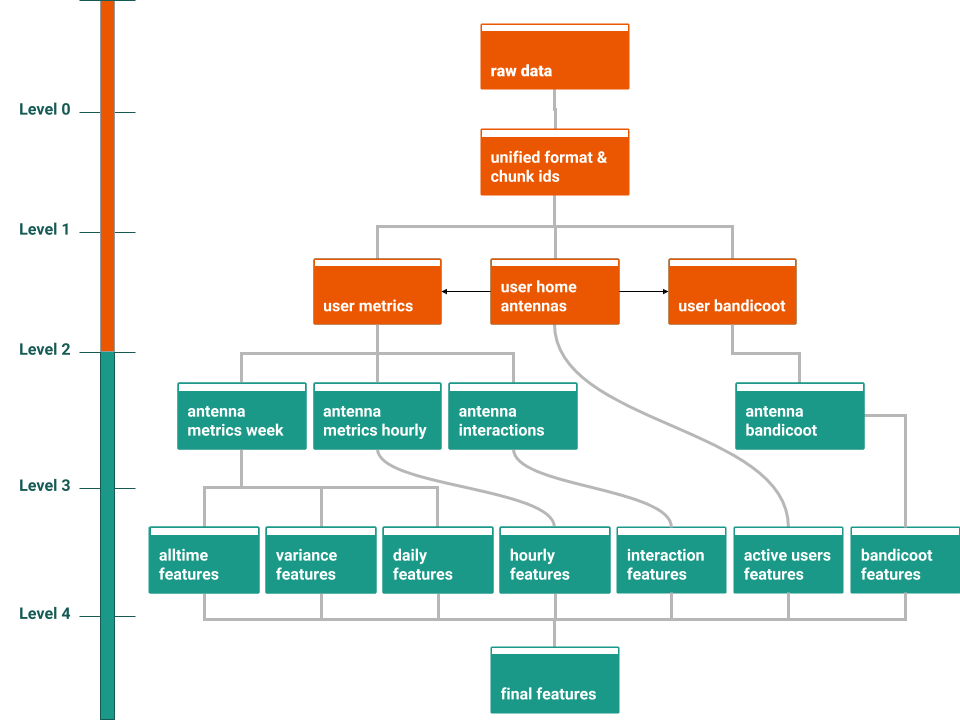 raw data
Level 0
unified format &
chunk ids
Level 1
user metrics
user home
antennas
user bandicoot
Level 2
antenna
metrics week
antenna
metrics hourly
antenna
interactions
antenna
bandicoot
Level 3
alltime
features
variance
features
daily
features
hourly
features
interaction
features
active users
features
bandicoot
features
Level 4
final features